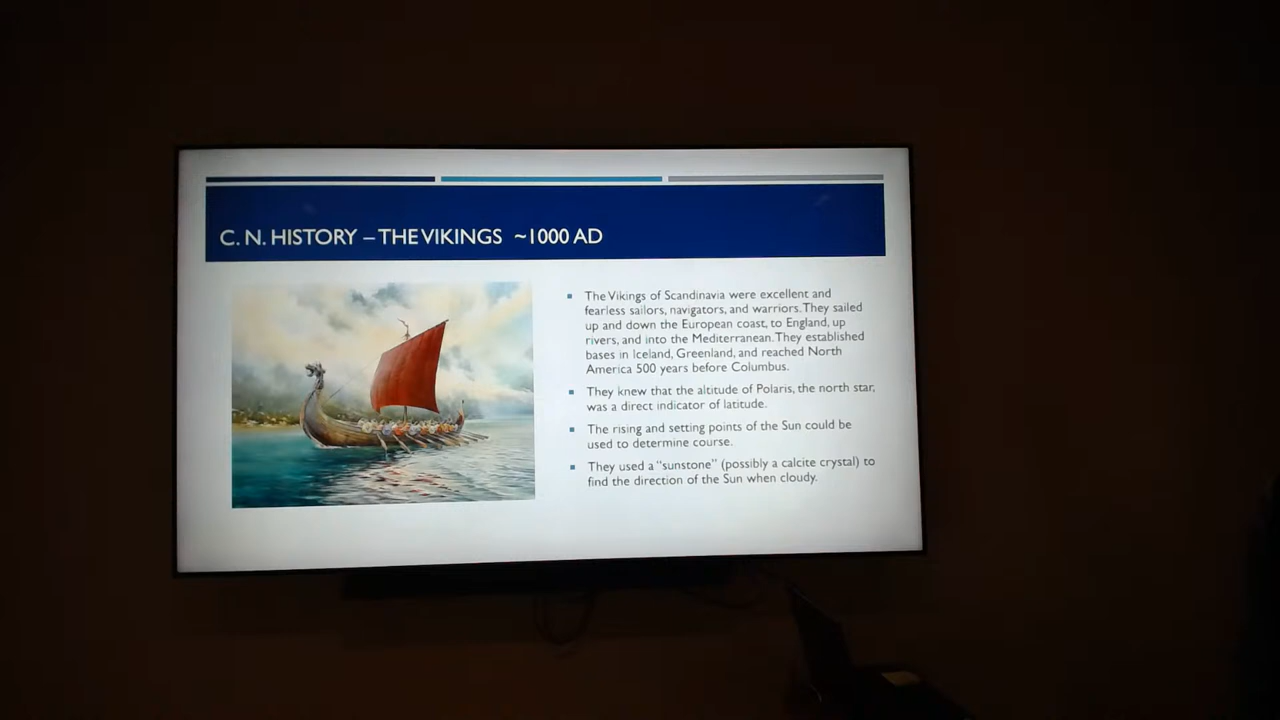 C. N. HISTORY – THE VIKINGS ~1000 AD
The Vikings of Scandinavia were excellent and
fearless sailors, navigators, and warriors. They sailed
up and down the European coast, to England, up
rivers, and into the Mediterranean. They established
bases in Iceland, Greenland, and reached North
America 500 years before Columbus.
They knew that the altitude of Polaris, the north star,
was a direct indicator of latitude.
The rising and setting points of the Sun could be
used to determine course.
They used a "sunstone" (possibly a calcite crystal) to
find the direction of the Sun when cloudy.